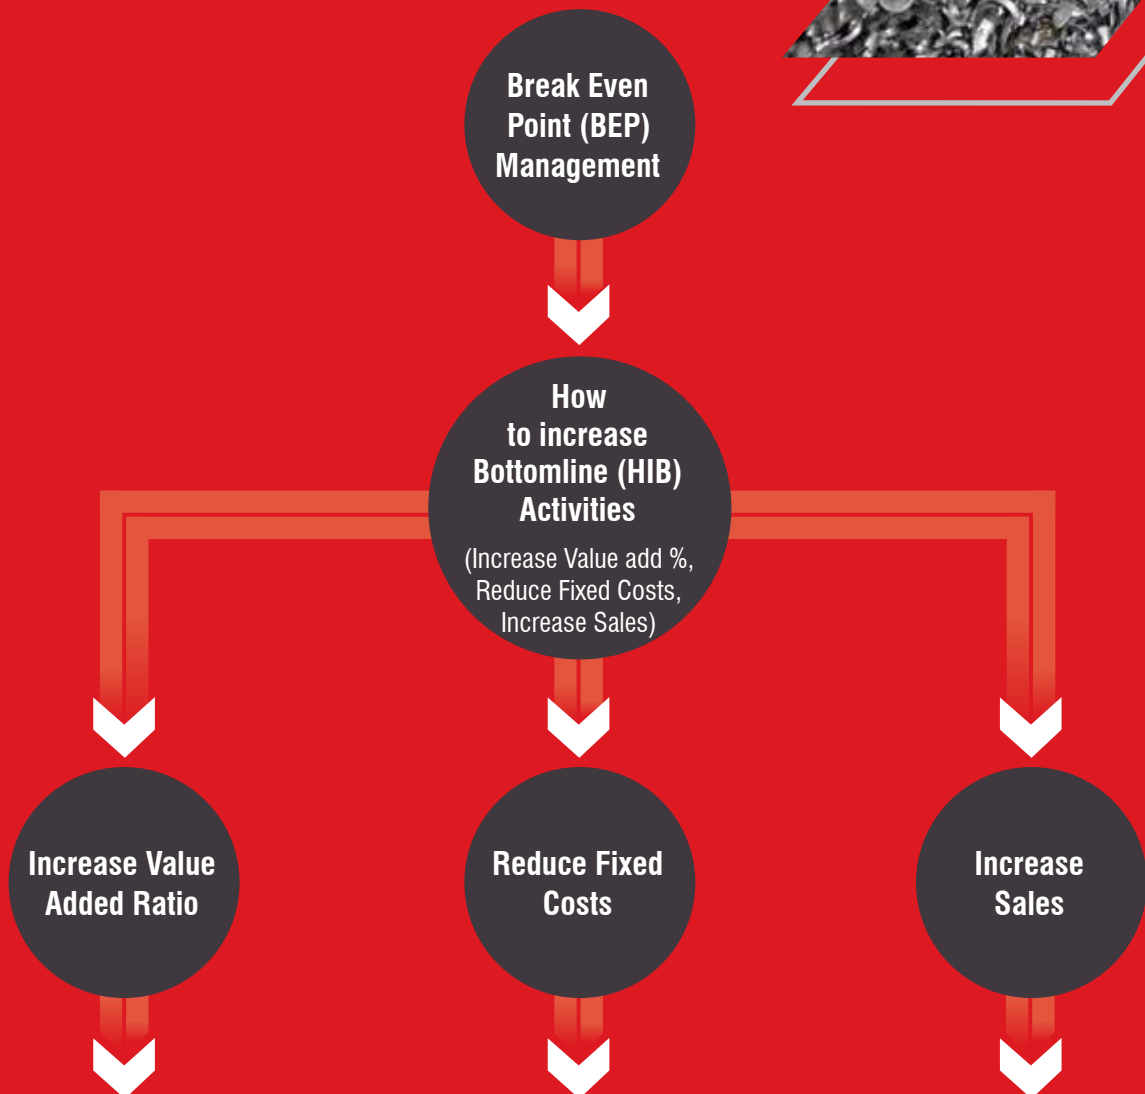 Break Even
Point (BEP)
Management
How
to increase
Bottomline (HIB)
Activities
(Increase Value add %,
Reduce Fixed Costs,
Increase Sales)
Increase Value
Added Ratio
Reduce Fixed
Costs
Increase
Sales